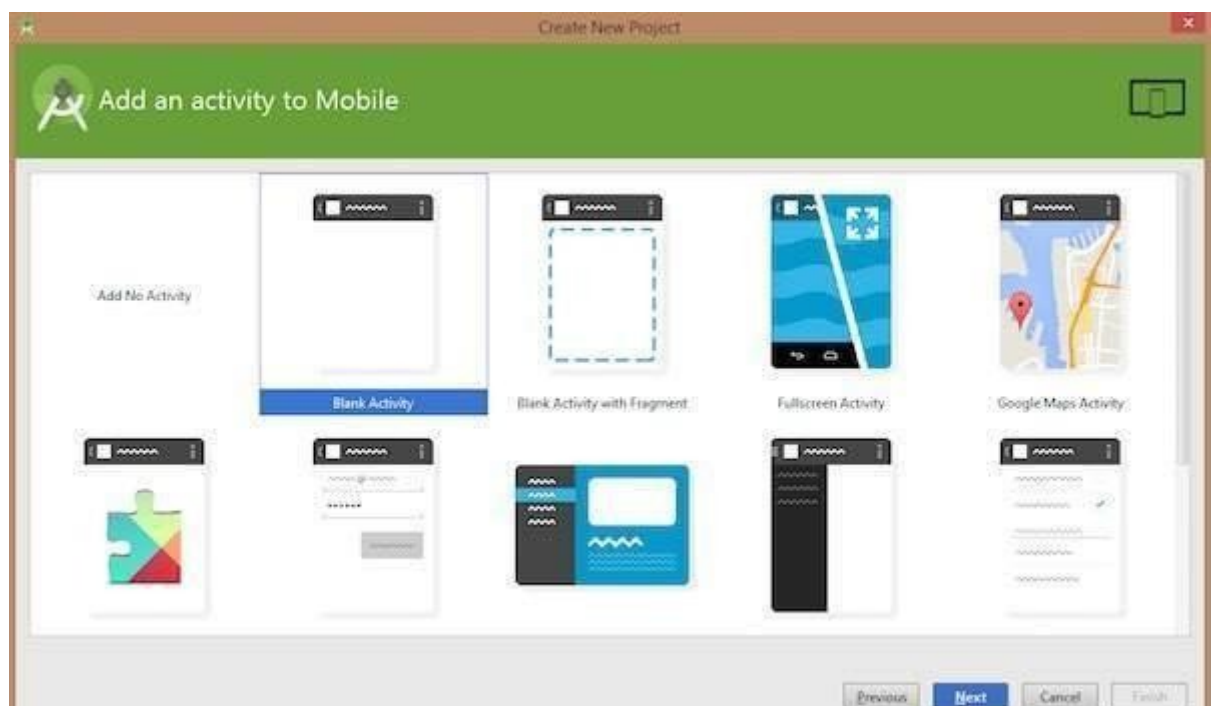 Create New Project
Add an activity to Mobile
Add No Activity
Blank Activity
Blank Activity with Fragment
Fullscreen Activity
Google Maps Activity
Previous
Next
Cancel
Finish